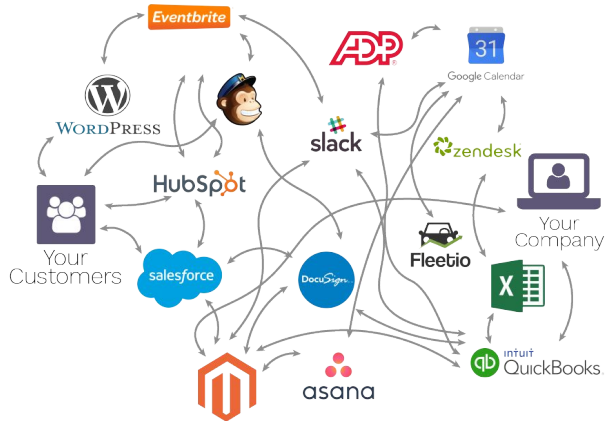 Eventbrite
ADP
31
Google Calendar
WORDPRESS
slack
zendesk
HubSpot
Your
Customers
Your
Company
Fleetio
salesforce
DocuSign
X
intuit
qb
QuickBooks
asana